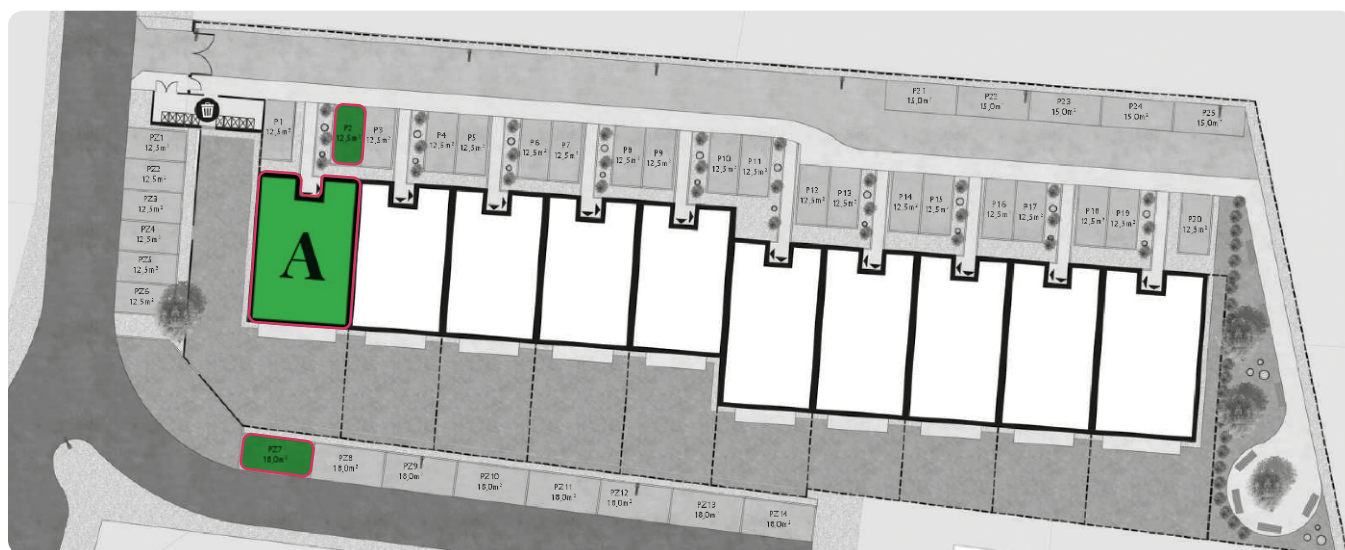 P21
15,0m²
P22
15,0m
P23
15,0m²
P24
15,0m²
P25
15,0m²
P1
12,5m²
P2
12,5m²
P3
12,5m²
P4
12,5m²
P5
12,5m²
P6
12,5m²
P7
12,5m²
P8
12,5m²
P9
12,5m²
P10
12,5m²
P11
12,5m²
P12
12,5m²
P13
12,5m²
P14
12,5m²
P15
12,5m²
P16
12,5m²
P17
12,5m²
P18
12,5m²
P19
12,5m²
P20
12,5m²
PZ1
12,5m²
PZ2
12,5m²
PZ3
12,5m²
PZ4
12,5m²
PZ5
12,5m²
PZ6
12,5m²
A
PZ7
18,0m²
PZ8
18,0m²
PZ9
18,0m²
PZ10
18,0m²
PZ11
18,0m²
PZ12
18,0m²
PZ13
18,0m
PZ14
18,0m²